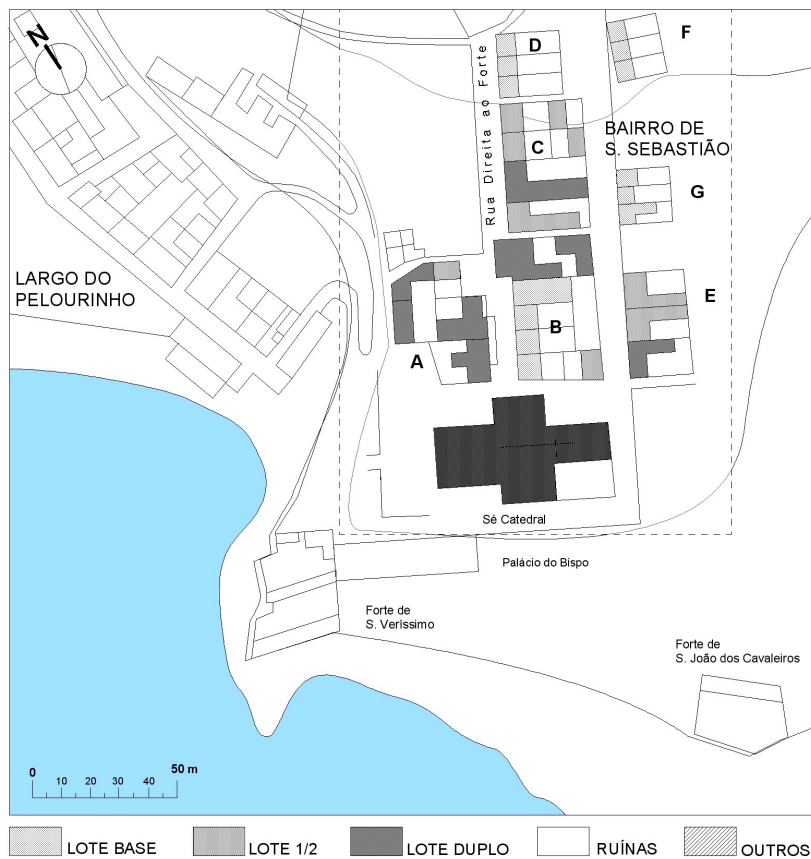 N
D
F
Rua Direita ao Forte
C
BAIRRO DE
S. SEBASTIÃO
G
LARGO DO
PELOURINHO
E
B
A
Sé Catedral
Palácio do Bispo
Forte de
S. Veríssimo
Forte de
S. João dos Cavaleiros
0 10 20 30 40 50 m
LOTE BASE LOTE 1/2 LOTE DUPLO RUÍNAS OUTROS